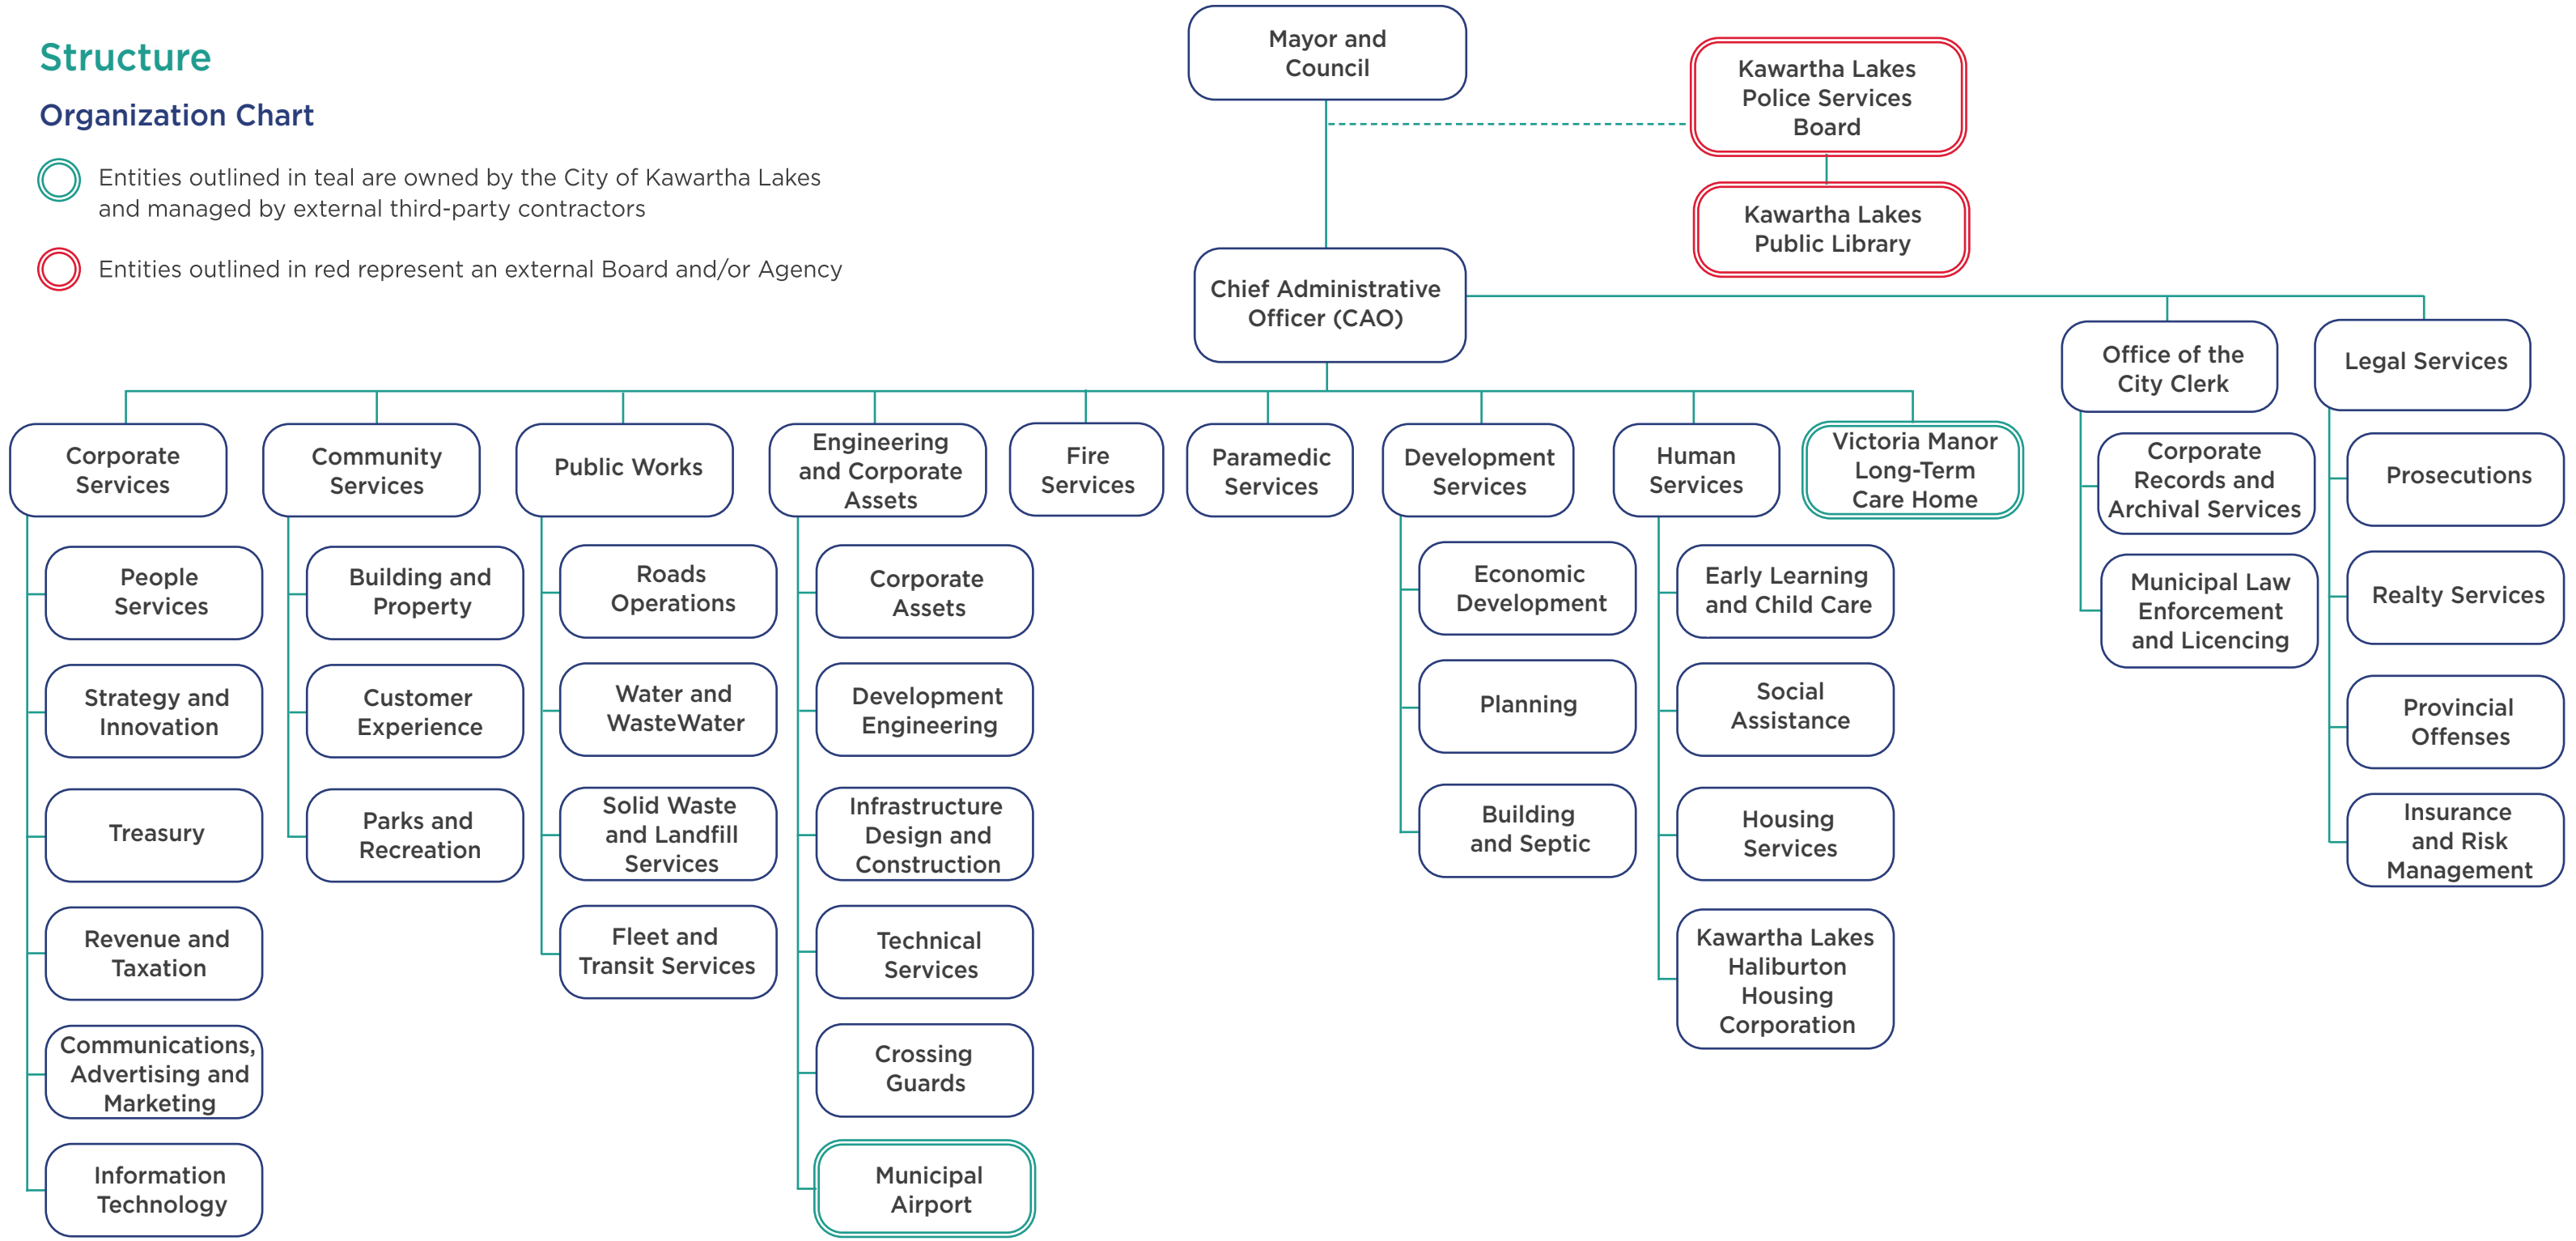 Structure
Organization Chart
Entities outlined in teal are owned by the City of Kawartha Lakes
and managed by external third-party contractors
Entities outlined in red represent an external Board and/or Agency
Mayor and
Council
Kawartha Lakes
Police Services
Board
Kawartha Lakes
Public Library
Chief Administrative
Officer (CAO)
Office of the
City Clerk
Corporate
Records and
Archival Services
Municipal Law
Enforcement
and Licencing
Legal Services
Prosecutions
Realty Services
Provincial
Offenses
Insurance
and Risk
Management
Corporate
Services
People
Services
Strategy and
Innovation
Treasury
Revenue and
Taxation
Communications,
Advertising and
Marketing
Information
Technology
Community
Services
Building and
Property
Customer
Experience
Parks and
Recreation
Public Works
Roads
Operations
Water and
WasteWater
Solid Waste
and Landfill
Services
Fleet and
Transit Services
Engineering
and Corporate
Assets
Corporate
Assets
Development
Engineering
Infrastructure
Design and
Construction
Technical
Services
Crossing
Guards
Municipal
Airport
Fire
Services
Paramedic
Services
Development
Services
Economic
Development
Planning
Building
and Septic
Human
Services
Early Learning
and Child Care
Social
Assistance
Housing
Services
Kawartha Lakes
Haliburton
Housing
Corporation
Victoria Manor
Long-Term
Care Home